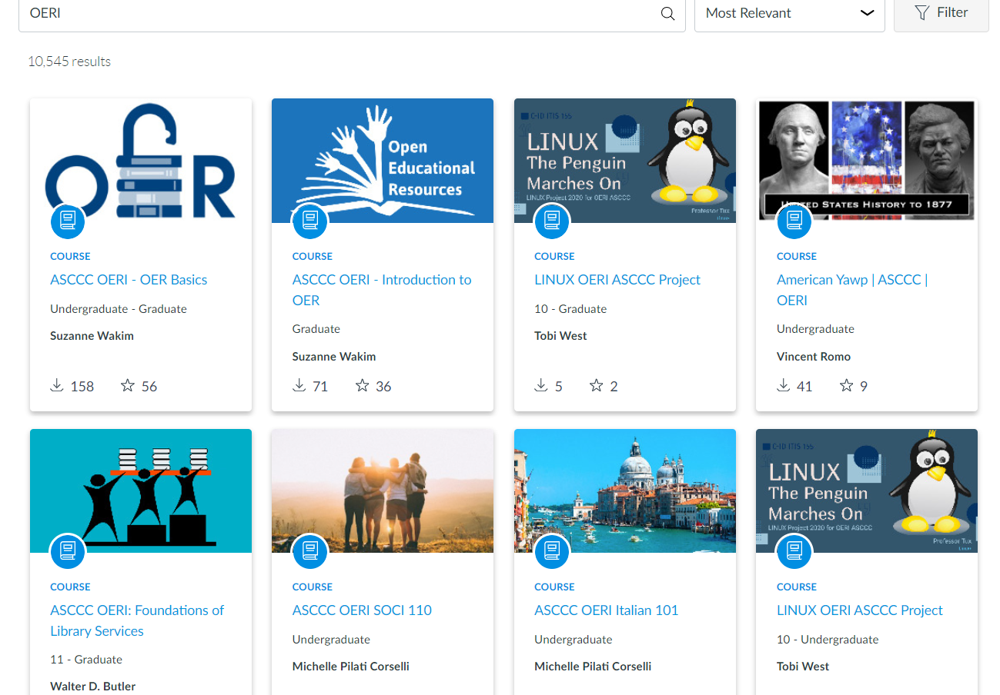 OERI
Most Relevant
Filter
10,545 results
OER
COURSE
ASCCC OERI - OER Basics
Undergraduate - Graduate
Suzanne Wakim
158 56
Open
Educational
Resources
COURSE
ASCCC OERI - Introduction to
OER
Graduate
Suzanne Wakim
71 36
C-ID ITIS 155
LINUX
The Penguin
Marches On
LINUX Project 2020 for OERI ASCCC
Professor Tux
COURSE
LINUX OERI ASCCC Project
10 - Graduate
Tobi West
5 2
UNITED STATES HISTORY TO 1877
COURSE
American Yawp | ASCCC |
OERI
Undergraduate
Vincent Romo
41 9
COURSE
ASCCC OERI: Foundations of
Library Services
11 - Graduate
Walter D. Butler
COURSE
ASCCC OERI SOCI 110
Undergraduate
Michelle Pilati Corselli
COURSE
ASCCC OERI Italian 101
Undergraduate
Michelle Pilati Corselli
C-ID ITIS 155
LINUX
The Penguin
Marches On
LINUX Project 2020 for OERI ASCCC
Professor Tux
COURSE
LINUX OERI ASCCC Project
10 - Undergraduate
Tobi West